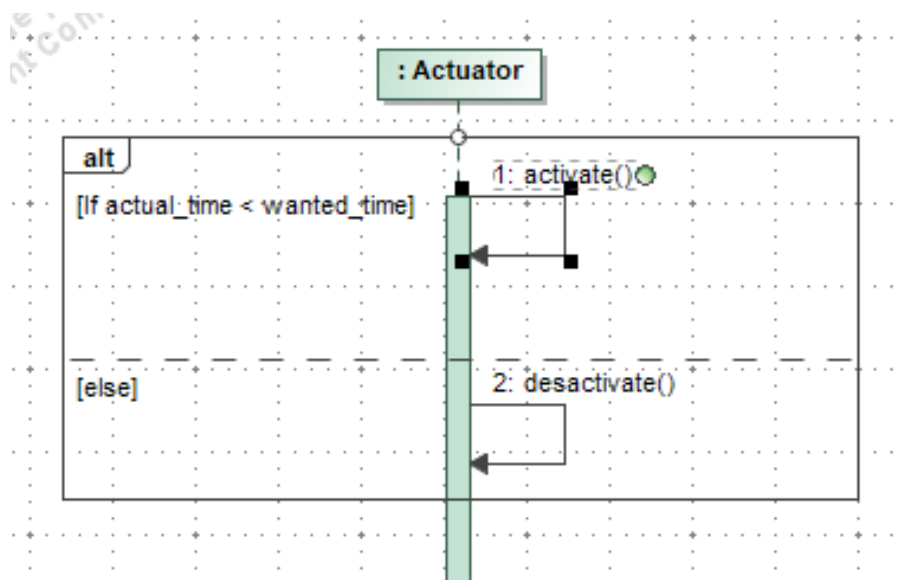 : Actuator
alt
1: activate()
[If actual_time < wanted_time]
[else]
2: desactivate()